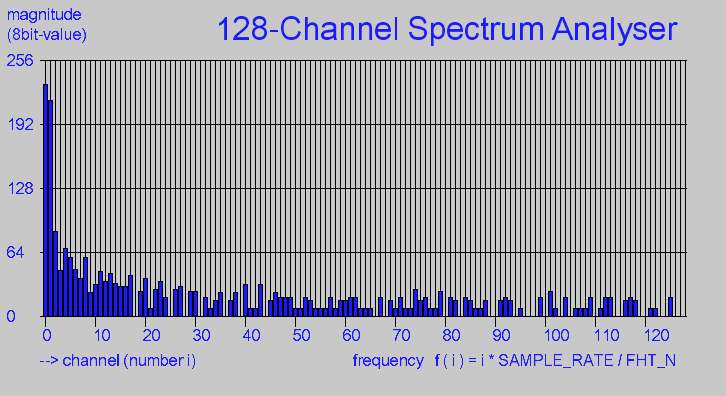 magnitude
(8bit-value)
128-Channel Spectrum Analyser
256
192
128
64
0
0 10 20 30 40 50 60 70 80 90 100 110 120
--> channel (number i)
frequency f ( i ) = i * SAMPLE_RATE / FHT_N